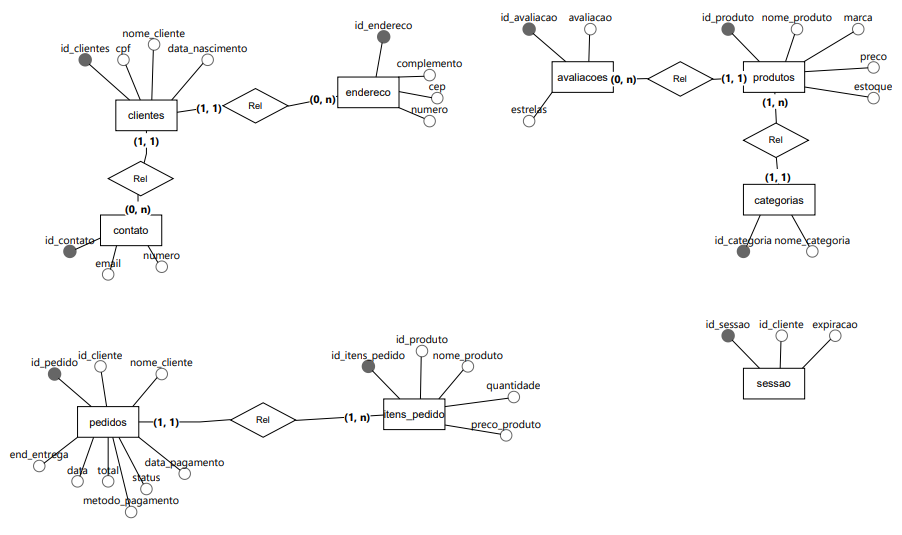 nome_cliente
id_clientes
cpf
data_nascimento
clientes
(1, 1)
Rel
(0, n)
id_endereco
endereco
complemento
cep
numero
(1, 1)
Rel
(0, n)
contato
id_contato
email
numero
id_avaliacao
avaliacao
avaliacoes
estrelas
(0, n)
Rel
(1, 1)
id_produto
nome_produto
marca
produtos
preco
estoque
(1, n)
Rel
(1, 1)
categorias
id_categoria
nome_categoria
id_pedido
id_cliente
nome_cliente
pedidos
end_entrega
data
total
metodo_pagamento
status
data_pagamento
(1, 1)
Rel
(1, n)
id_itens_pedido
id_produto
nome_produto
itens_pedido
quantidade
preco_produto
id_sessao
id_cliente
expiracao
sessao